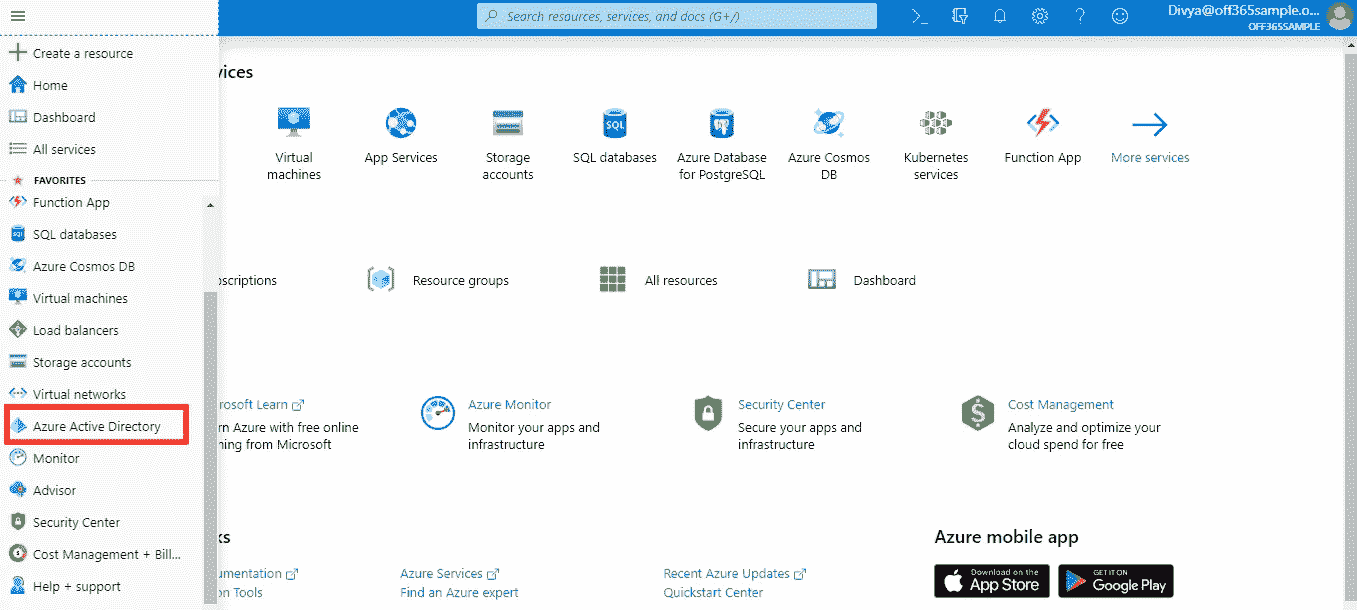 Search resources, services, and docs (G+/)
Divya@off365sample.o...
OFF365SAMPLE
Create a resource
Home
Dashboard
All services
FAVORITES
Function App
SQL databases
Azure Cosmos DB
Virtual machines
Load balancers
Storage accounts
Virtual networks
Azure Active Directory
Monitor
Advisor
Security Center
Cost Management + Bill...
Help + support
vices
Virtual
machines
App Services
Storage
accounts
SQL
SQL databases
Azure Database
for PostgreSQL
Azure Cosmos
DB
Kubernetes
services
Function App
More services
bscriptions
Resource groups
All resources
Dashboard
rosoft Learn
rn Azure with free online
ning from Microsoft
Azure Monitor
Monitor your apps and
infrastructure
Security Center
Secure your apps and
infrastructure
Cost Management
Analyze and optimize your
cloud spend for free
ks
umentation
on Tools
Azure Services
Find an Azure expert
Recent Azure Updates
Quickstart Center
Azure mobile app
Download on the
App Store
GET IT ON
Google Play